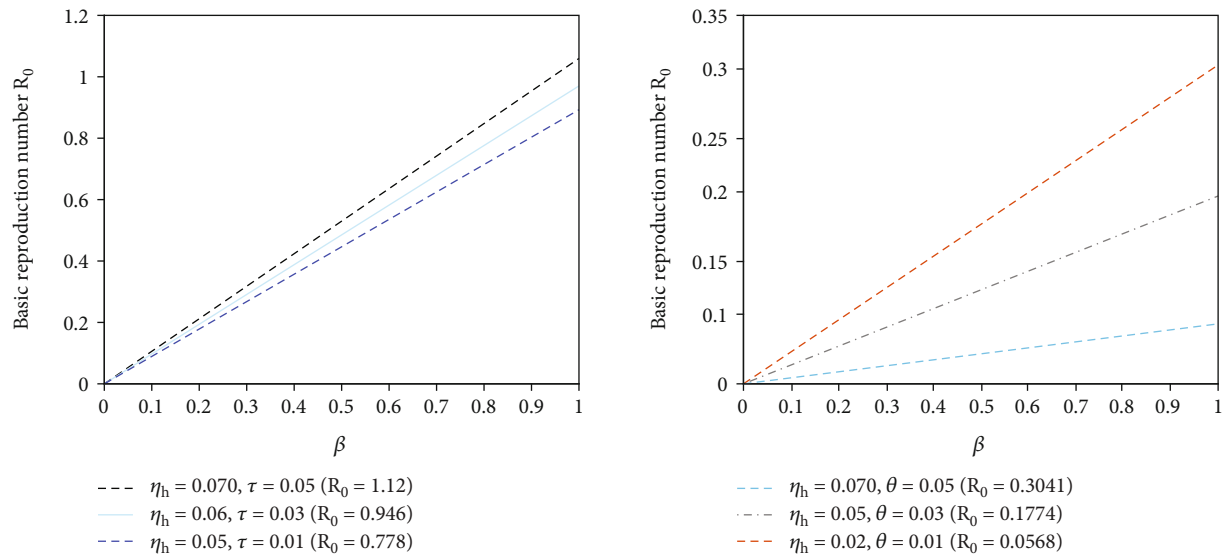 Basic reproduction number R₀
1.2
1
0.8
0.6
0.4
0.2
0
0 0.1 0.2 0.3 0.4 0.5 0.6 0.7 0.8 0.9 1
β
ηₕ = 0.070, τ = 0.05 (R₀ = 1.12)
ηₕ = 0.06, τ = 0.03 (R₀ = 0.946)
ηₕ = 0.05, τ = 0.01 (R₀ = 0.778)
Basic reproduction number R₀
0.35
0.3
0.25
0.2
0.15
0.1
0
0 0.1 0.2 0.3 0.4 0.5 0.6 0.7 0.8 0.9 1
β
ηₕ = 0.070, θ = 0.05 (R₀ = 0.3041)
ηₕ = 0.05, θ = 0.03 (R₀ = 0.1774)
ηₕ = 0.02, θ = 0.01 (R₀ = 0.0568)